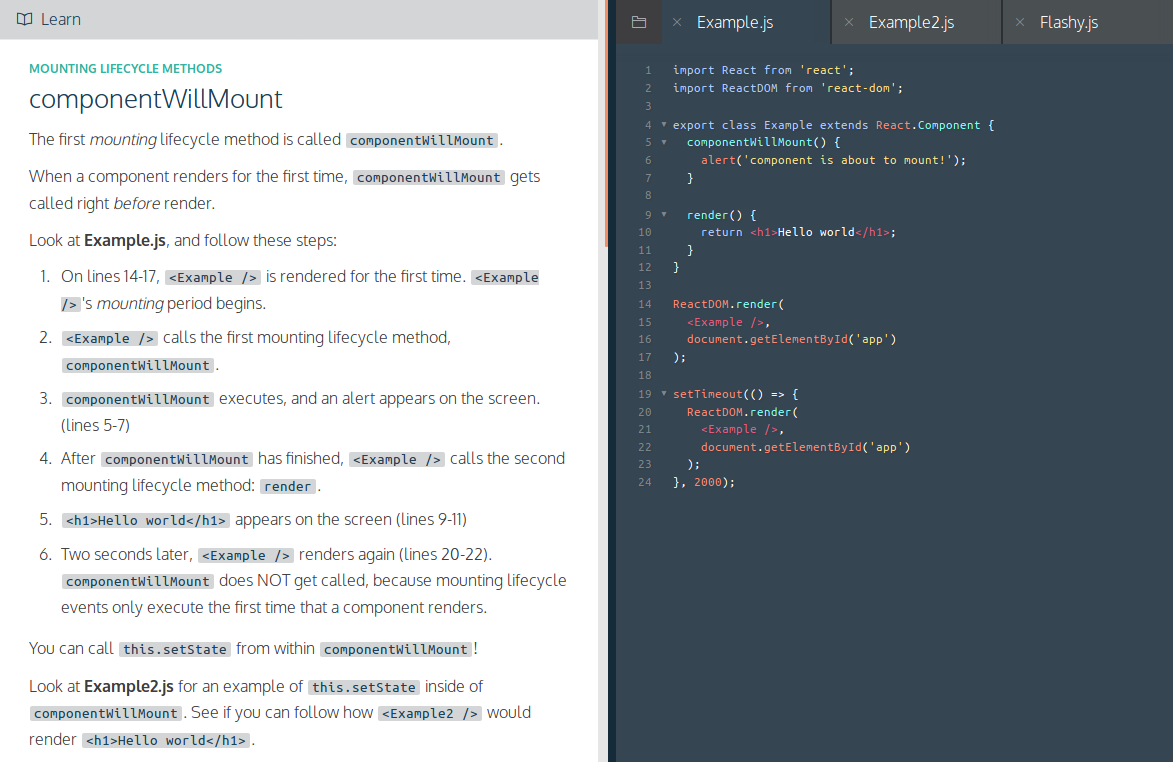 Learn
MOUNTING LIFECYCLE METHODS
componentWillMount
The first mounting lifecycle method is called componentWillMount.
When a component renders for the first time, componentWillMount gets
called right before render.
Look at Example.js, and follow these steps:
1. On lines 14-17, <Example /> is rendered for the first time. <Example
/>'s mounting period begins.
2. <Example /> calls the first mounting lifecycle method,
componentWillMount.
3. componentWillMount executes, and an alert appears on the screen.
(lines 5-7)
4. After componentWillMount has finished, <Example /> calls the second
mounting lifecycle method: render.
5. <h1>Hello world</h1> appears on the screen (lines 9-11)
6. Two seconds later, <Example /> renders again (lines 20-22).
componentWillMount does NOT get called, because mounting lifecycle
events only execute the first time that a component renders.
You can call this.setState from within componentWillMount!
Look at Example2.js for an example of this.setState inside of
componentWillMount. See if you can follow how <Example2 /> would
render <h1>Hello world</h1>.
× Example.js × Example2.js × Flashy.js
1 import React from 'react';
2 import ReactDOM from 'react-dom';
3
4 export class Example extends React.Component {
5 componentWillMount() {
6 alert('component is about to mount!');
7 }
8
9 render() {
10 return <h1>Hello world</h1>;
11 }
12 }
13
14 ReactDOM.render(
15 <Example />,
16 document.getElementById('app')
17 );
18
19 setTimeout(() => {
20 ReactDOM.render(
21 <Example />,
22 document.getElementById('app')
23 );
24 }, 2000);